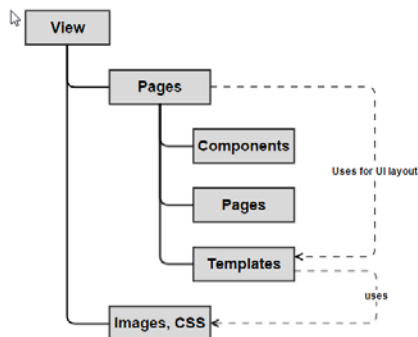 View
Pages
Components
Uses for UI layout
Pages
Templates
uses
Images, CSS